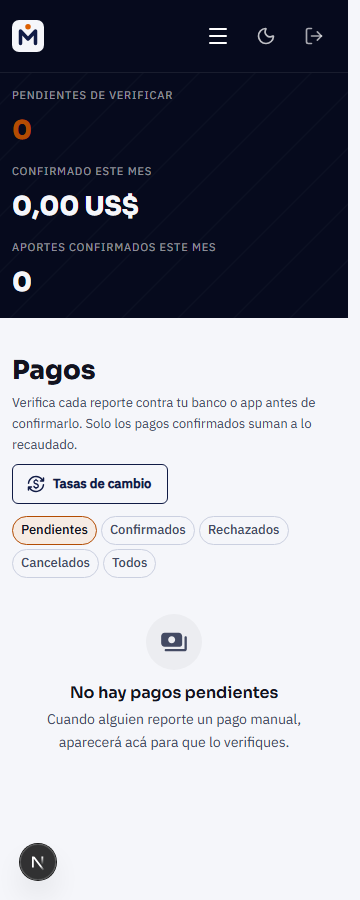 M
PENDIENTES DE VERIFICAR
0
CONFIRMADO ESTE MES
0,00 US$
APORTES CONFIRMADOS ESTE MES
0
Pagos
Verifica cada reporte contra tu banco o app antes de
confirmarlo. Solo los pagos confirmados suman a lo
recaudado.
Tasas de cambio
Pendientes Confirmados Rechazados
Cancelados Todos
No hay pagos pendientes
Cuando alguien reporte un pago manual,
aparecerá acá para que lo verifiques.
N